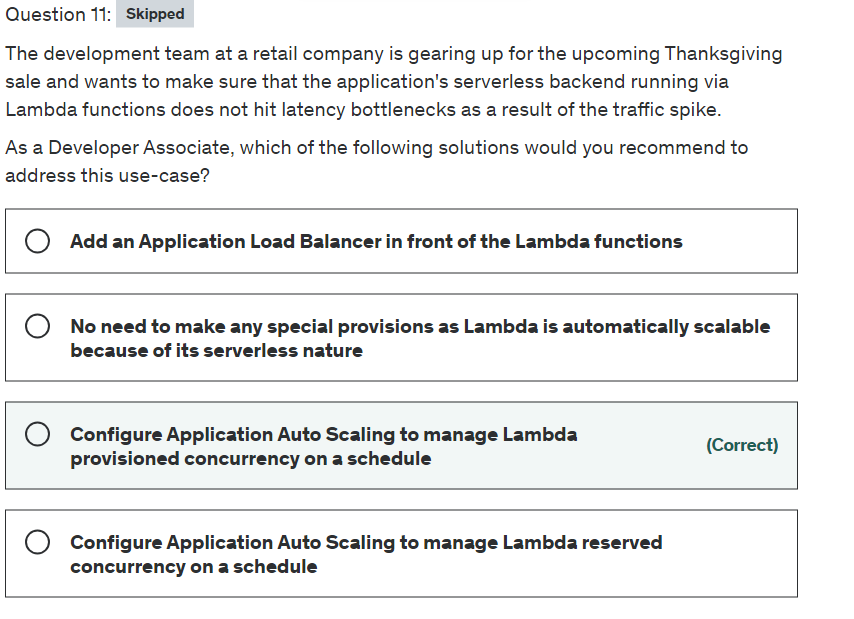 Question 11: Skipped
The development team at a retail company is gearing up for the upcoming Thanksgiving
sale and wants to make sure that the application's serverless backend running via
Lambda functions does not hit latency bottlenecks as a result of the traffic spike.
As a Developer Associate, which of the following solutions would you recommend to
address this use-case?
Add an Application Load Balancer in front of the Lambda functions
No need to make any special provisions as Lambda is automatically scalable
because of its serverless nature
Configure Application Auto Scaling to manage Lambda
provisioned concurrency on a schedule
(Correct)
Configure Application Auto Scaling to manage Lambda reserved
concurrency on a schedule